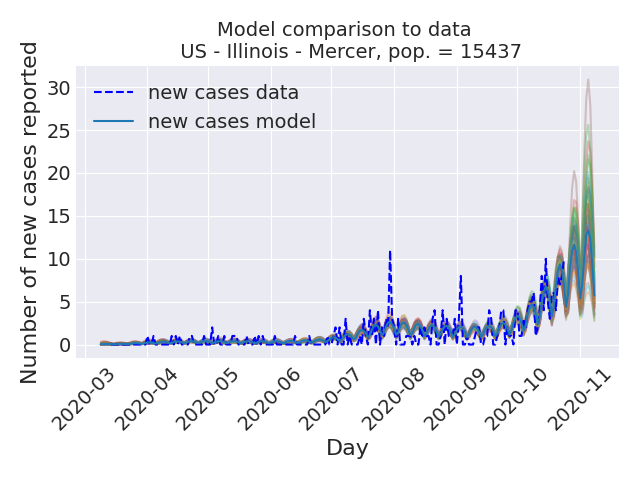 Model comparison to data
US - Illinois - Mercer, pop. = 15437
Number of new cases reported
30
25
20
15
10
5
0
new cases data
new cases model
2020-03
2020-04
2020-05
2020-06
2020-07
2020-08
2020-09
2020-10
2020-11
Day